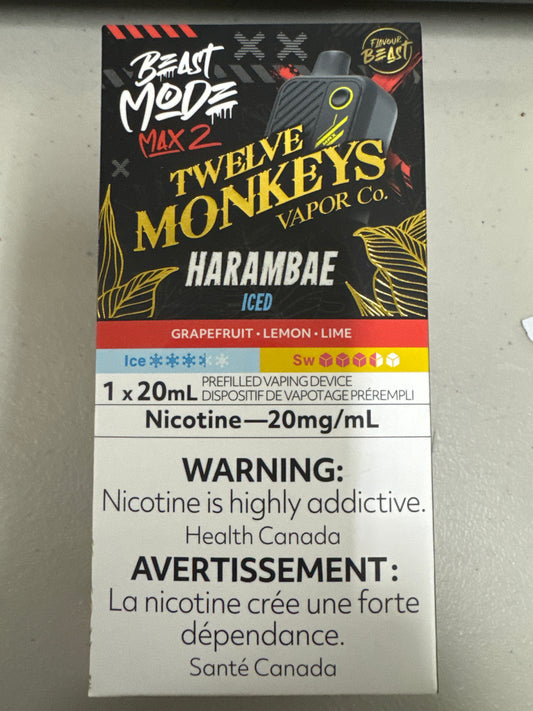 BEAST
MODE
MAX 2
FLAVOUR
BEAST
TWELVE
MONKEYS
VAPOR Co.
HARAMBAE
ICED
GRAPEFRUIT • LEMON • LIME
Ice
Sw
1 x 20mL PREFILLED VAPING DEVICE
DISPOSITIF DE VAPOTAGE PRÉREMPLI
Nicotine—20mg/mL
WARNING:
Nicotine is highly addictive.
Health Canada
AVERTISSEMENT:
La nicotine crée une forte
dépendance.
Santé Canada